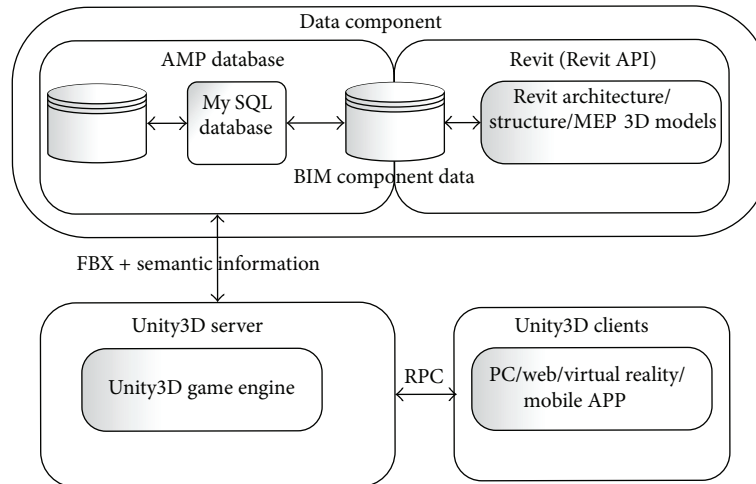 Data component
AMP database
Revit (Revit API)
My SQL
database
Revit architecture/
structure/MEP 3D models
BIM component data
FBX + semantic information
Unity3D server
Unity3D clients
Unity3D game engine
RPC
PC/web/virtual reality/
mobile APP